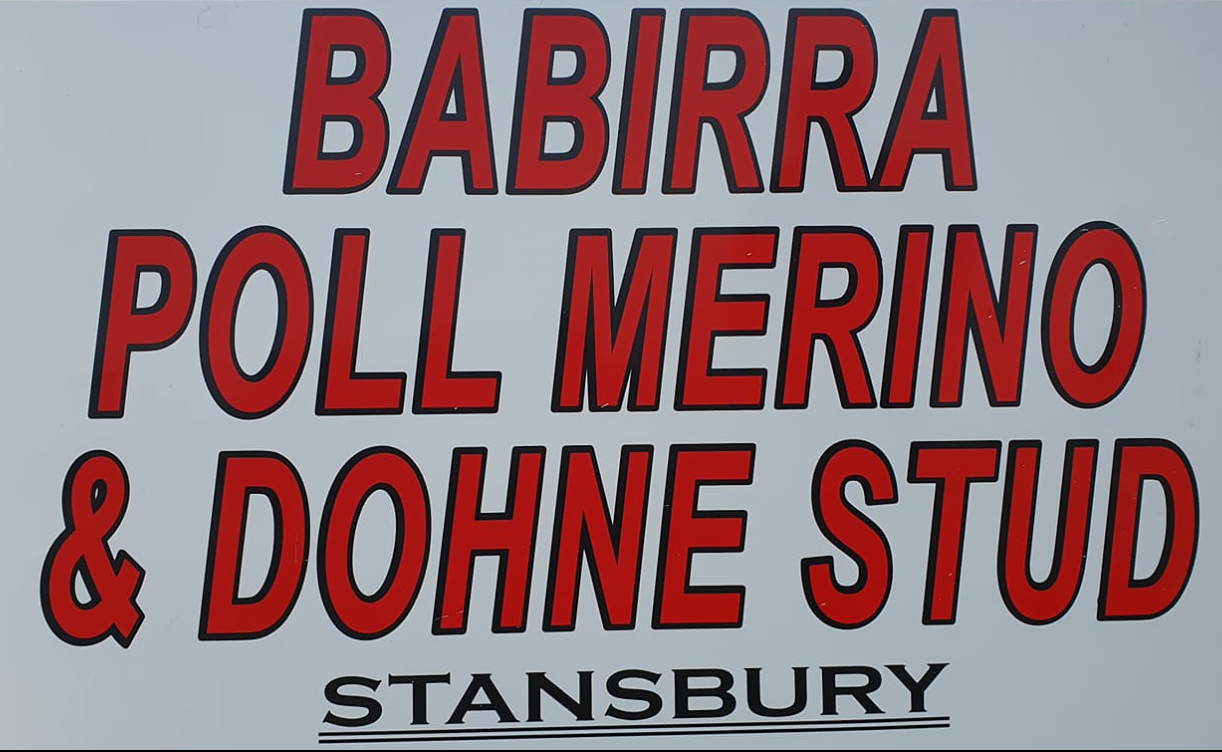 BABIRRA
POLL MERINO
& DOHNE STUD
STANSBURY